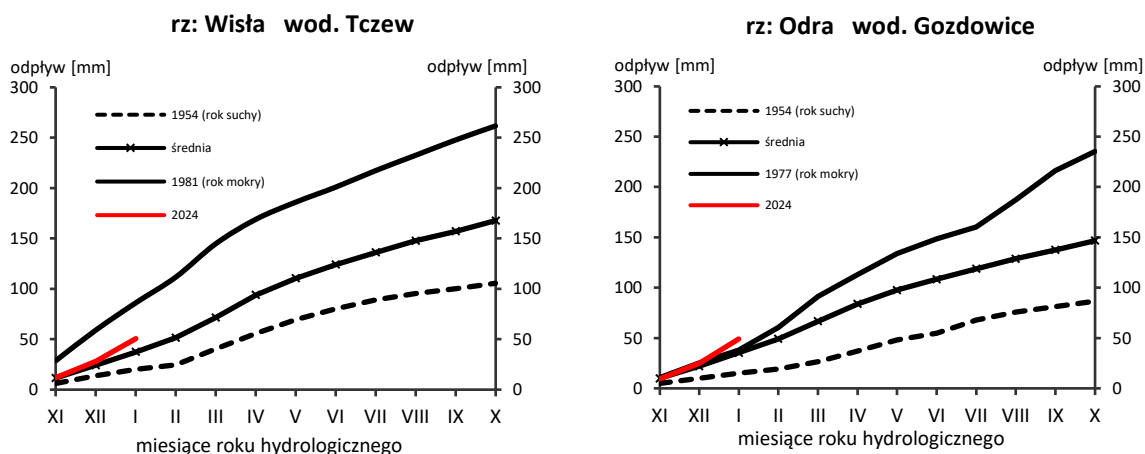 rz: Wisła wod. Tczew
odpływ [mm]
odpływ [mm]
300
250
200
150
100
50
0
300
250
200
150
100
50
0
1954 (rok suchy)
średnia
1981 (rok mokry)
2024
XI XII I II III IV V VI VII VIII IX X
miesiące roku hydrologicznego
rz: Odra wod. Gozdowice
odpływ [mm]
odpływ [mm]
300
250
200
150
100
50
0
300
250
200
150
100
50
0
1954 (rok suchy)
średnia
1977 (rok mokry)
2024
XI XII I II III IV V VI VII VIII IX X
miesiące roku hydrologicznego